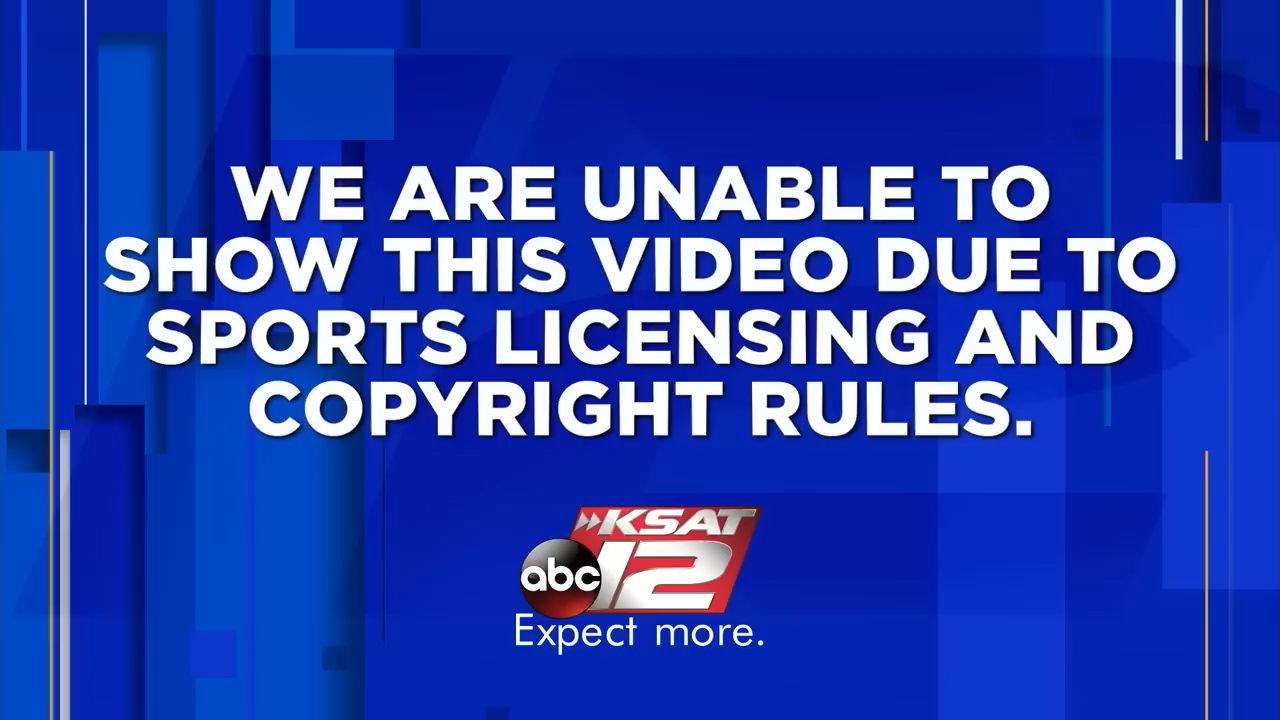 WE ARE UNABLE TO
SHOW THIS VIDEO DUE TO
SPORTS LICENSING AND
COPYRIGHT RULES.
KSAT
abc 12
Expect more.